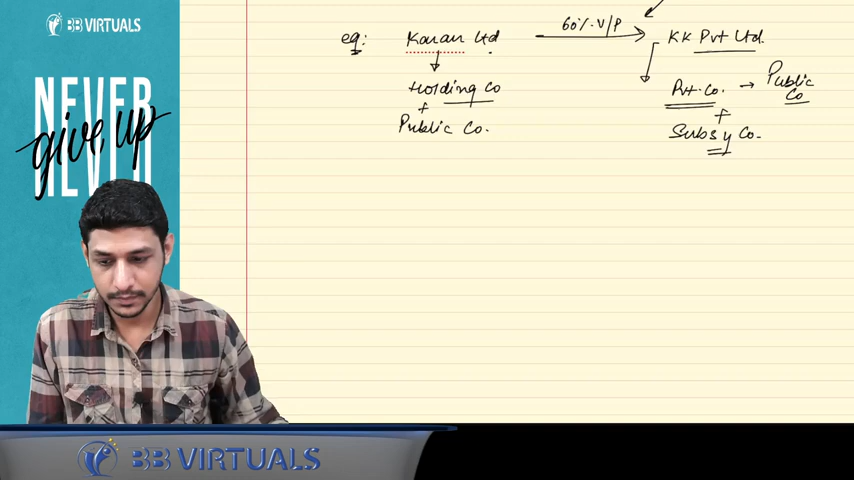 BB VIRTUALS
NEVER
give up
NEVER
eg: Karan Ltd 60% V/P KK Pvt Ltd.
Holding Co
+
Public Co.
Pvt. Co. → Public Co
+
Subsy Co.
BB VIRTUALS